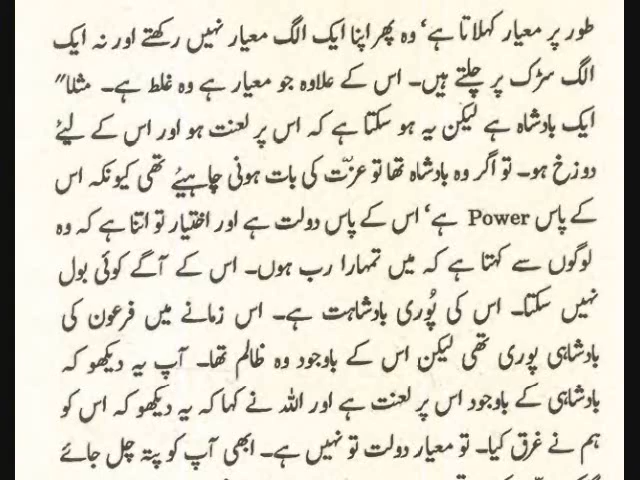 طور پر معیار کہلاتا ہے‘ وہ پھر اپنا ایک الگ معیار نہیں رکھتے اور نہ ایک
الگ سڑک پر چلتے ہیں۔ اس کے علاوہ جو معیار ہے وہ غلط ہے۔ مثلا"
ایک بادشاہ ہے لیکن یہ ہو سکتا ہے کہ اس پر لعنت ہو اور اس کے لیئے
دوزخ ہو۔ تو اگر وہ بادشاہ تھا تو عزّت کی بات ہونی چاہیئے تھی کیونکہ اس
کے پاس Power ہے‘ اس کے پاس دولت ہے اور اختیار تو اتنا ہے کہ وہ
لوگوں سے کہتا ہے کہ میں تمہارا رب ہوں۔ اس کے آگے کوئی بول
نہیں سکتا۔ اس کی پُوری بادشاہت ہے۔ اس زمانے میں فرعون کی
بادشاہی پوری تھی لیکن اس کے باوجود وہ ظالم تھا۔ آپ یہ دیکھو کہ
بادشاہی کے باوجود اس پر لعنت ہے اور اللہ نے کہا کہ یہ دیکھو کہ اس کو
ہم نے غرق کیا۔ تو معیار دولت تو نہیں ہے۔ ابھی آپ کو پتہ چل جائے